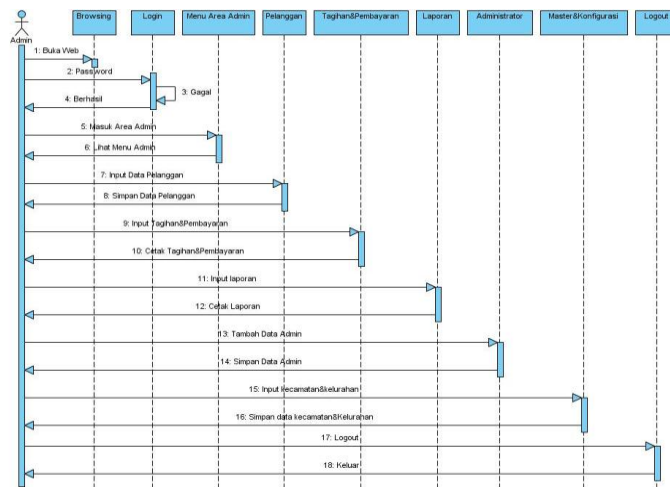 Browsing
Login
Menu Area Admin
Pelanggan
Tagihan&Pembayaran
Laporan
Administrator
Master&Konfigurasi
Logout
Admin
1: Buka Web
2: Password
3: Gagal
4: Berhasil
5: Masuk Area Admin
6: Lihat Menu Admin
7: Input Data Pelanggan
8: Simpan Data Pelanggan
9: Input Tagihan&Pembayaran
10: Cetak Tagihan&Pembayaran
11: Input laporan
12: Cetak Laporan
13: Tambah Data Admin
14: Simpan Data Admin
15: Input kecamatan&kelurahan
16: Simpan data kecamatan&Kelurahan
17: Logout
18: Keluar